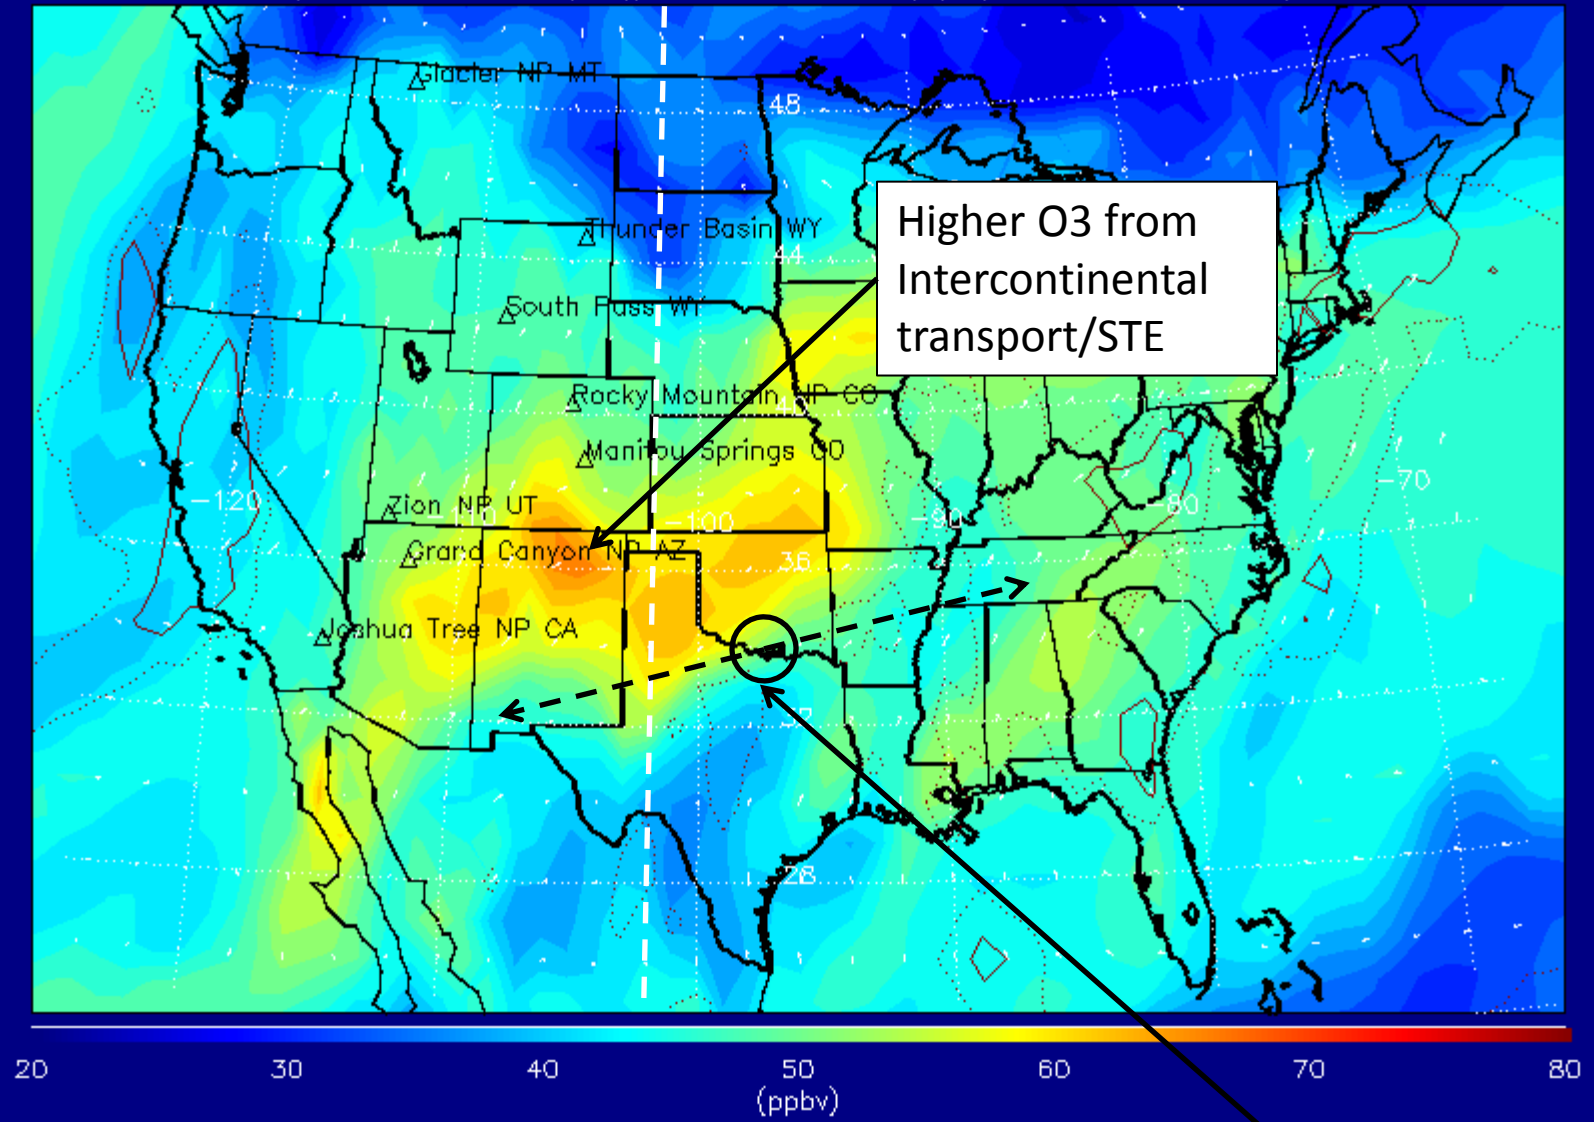 Glacier NP MT
48
Thunder Basin WY
44
Higher O3 from
Intercontinental
transport/STE
South Pass WY
Rocky Mountain NP CO
40
Manitou Springs CO
-70
-120
Zion NP UT
-110
-100
-90
-80
Grand Canyon NP AZ
36
Joshua Tree NP CA
32
28
20 30 40 50 60 70 80
(ppbv)